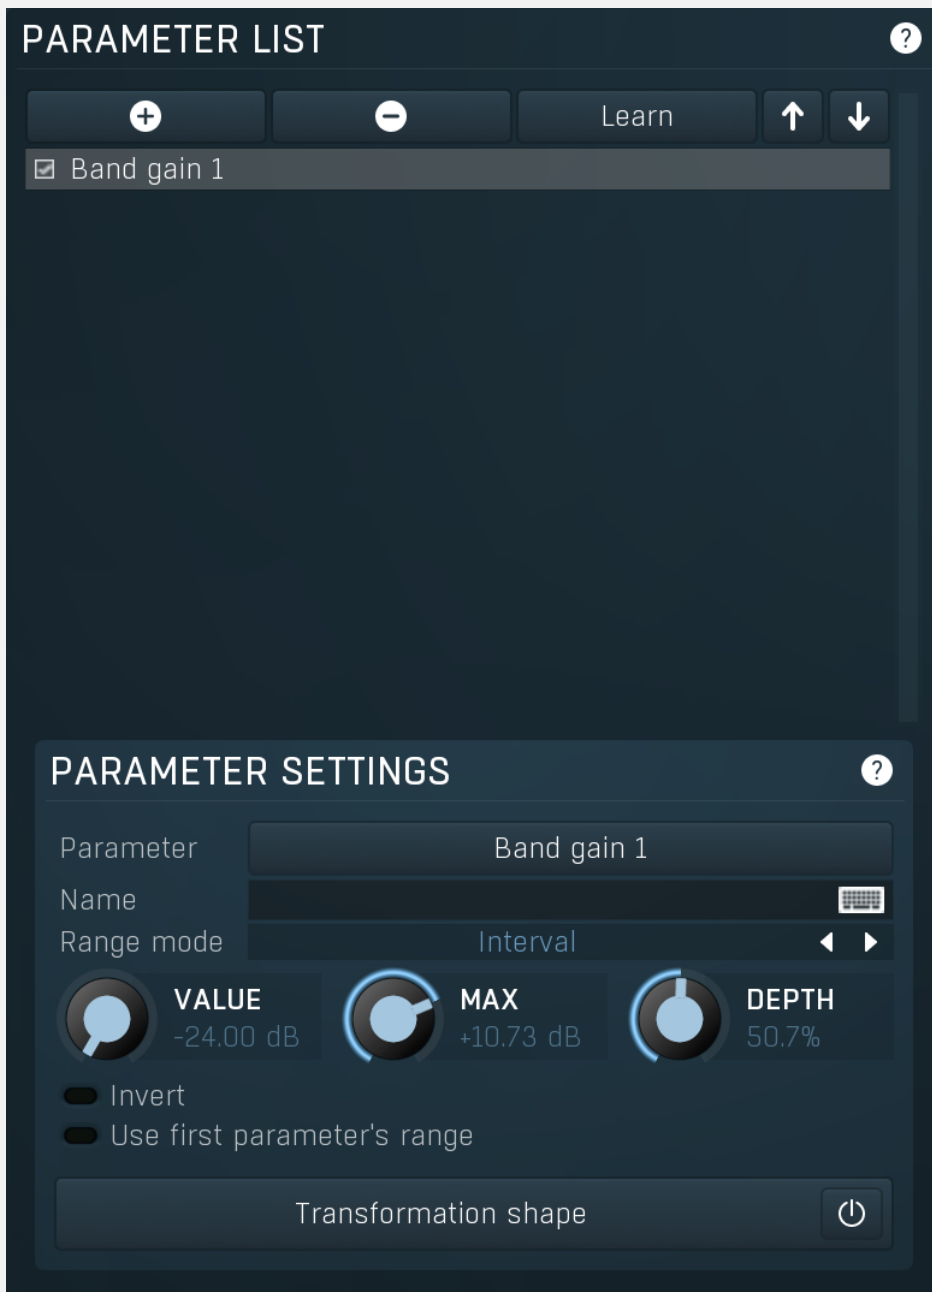 PARAMETER LIST
?
Learn
Band gain 1
PARAMETER SETTINGS
?
Parameter Band gain 1
Name
Range mode Interval
VALUE MAX DEPTH
-24.00 dB +10.73 dB 50.7%
Invert
Use first parameter's range
Transformation shape